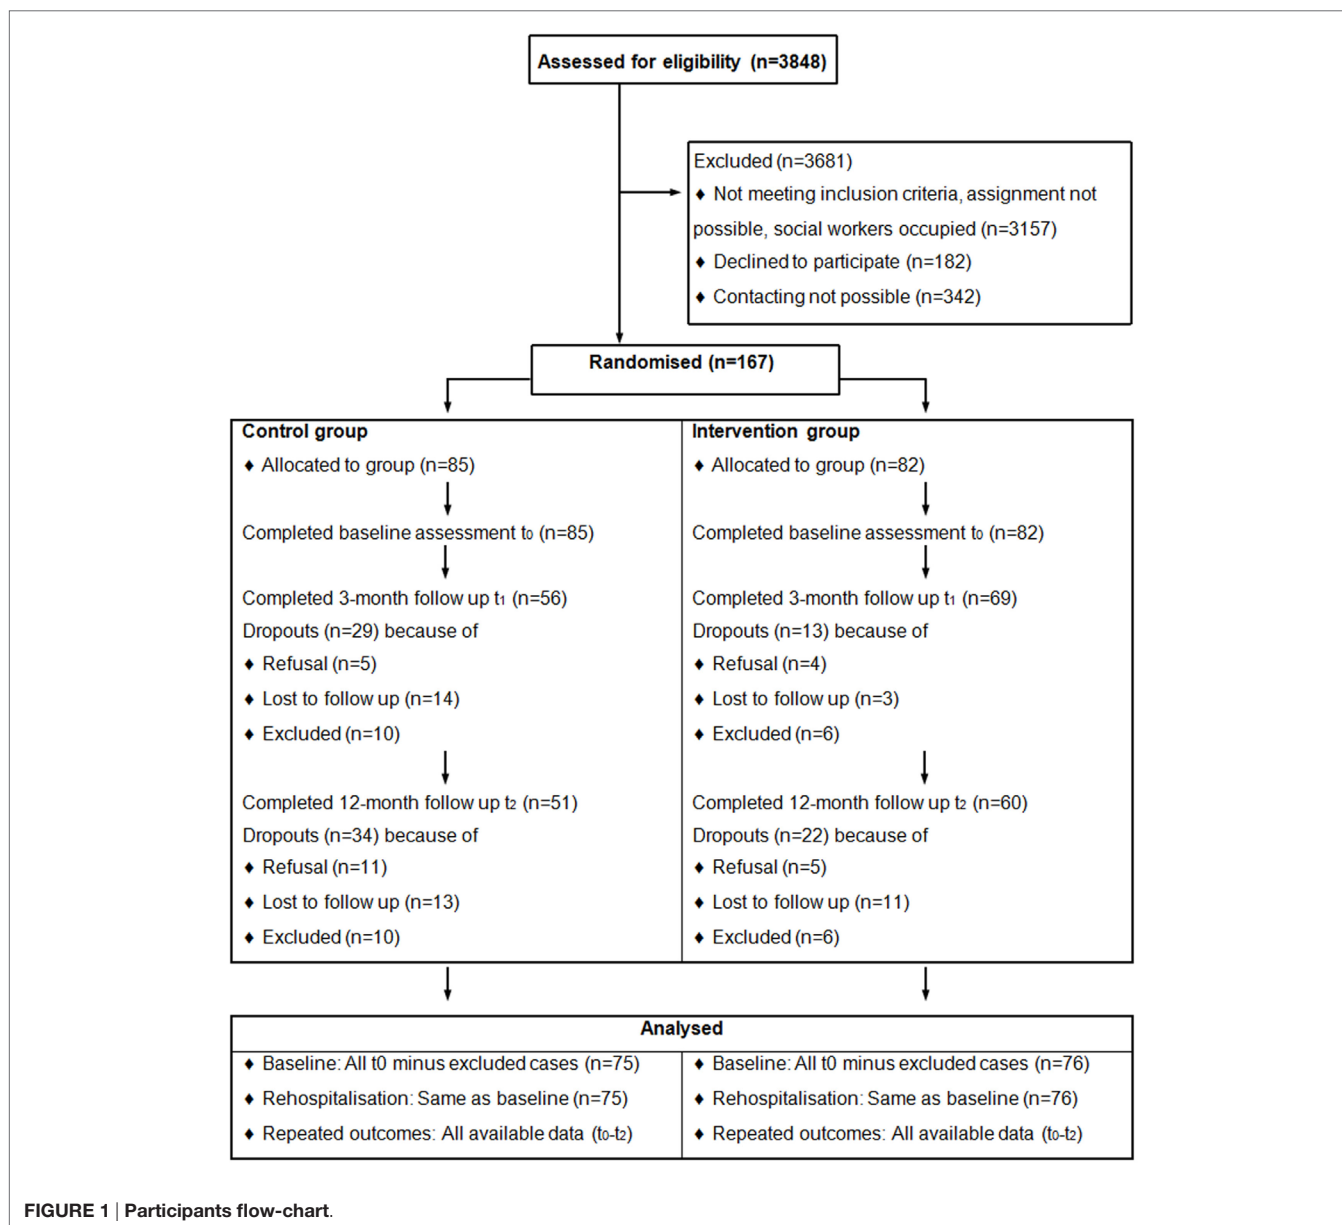 Assessed for eligibility (n=3848)
Excluded (n=3681)
♦ Not meeting inclusion criteria, assignment not
possible, social workers occupied (n=3157)
♦ Declined to participate (n=182)
♦ Contacting not possible (n=342)
Randomised (n=167)
Control group
♦ Allocated to group (n=85)
Completed baseline assessment t0 (n=85)
Completed 3-month follow up t1 (n=56)
Dropouts (n=29) because of
♦ Refusal (n=5)
♦ Lost to follow up (n=14)
♦ Excluded (n=10)
Completed 12-month follow up t2 (n=51)
Dropouts (n=34) because of
♦ Refusal (n=11)
♦ Lost to follow up (n=13)
♦ Excluded (n=10)
Intervention group
♦ Allocated to group (n=82)
Completed baseline assessment t0 (n=82)
Completed 3-month follow up t1 (n=69)
Dropouts (n=13) because of
♦ Refusal (n=4)
♦ Lost to follow up (n=3)
♦ Excluded (n=6)
Completed 12-month follow up t2 (n=60)
Dropouts (n=22) because of
♦ Refusal (n=5)
♦ Lost to follow up (n=11)
♦ Excluded (n=6)
Analysed
♦ Baseline: All t0 minus excluded cases (n=75)
♦ Rehospitalisation: Same as baseline (n=75)
♦ Repeated outcomes: All available data (t0-t2)
♦ Baseline: All t0 minus excluded cases (n=76)
♦ Rehospitalisation: Same as baseline (n=76)
♦ Repeated outcomes: All available data (t0-t2)
FIGURE 1 | Participants flow-chart.